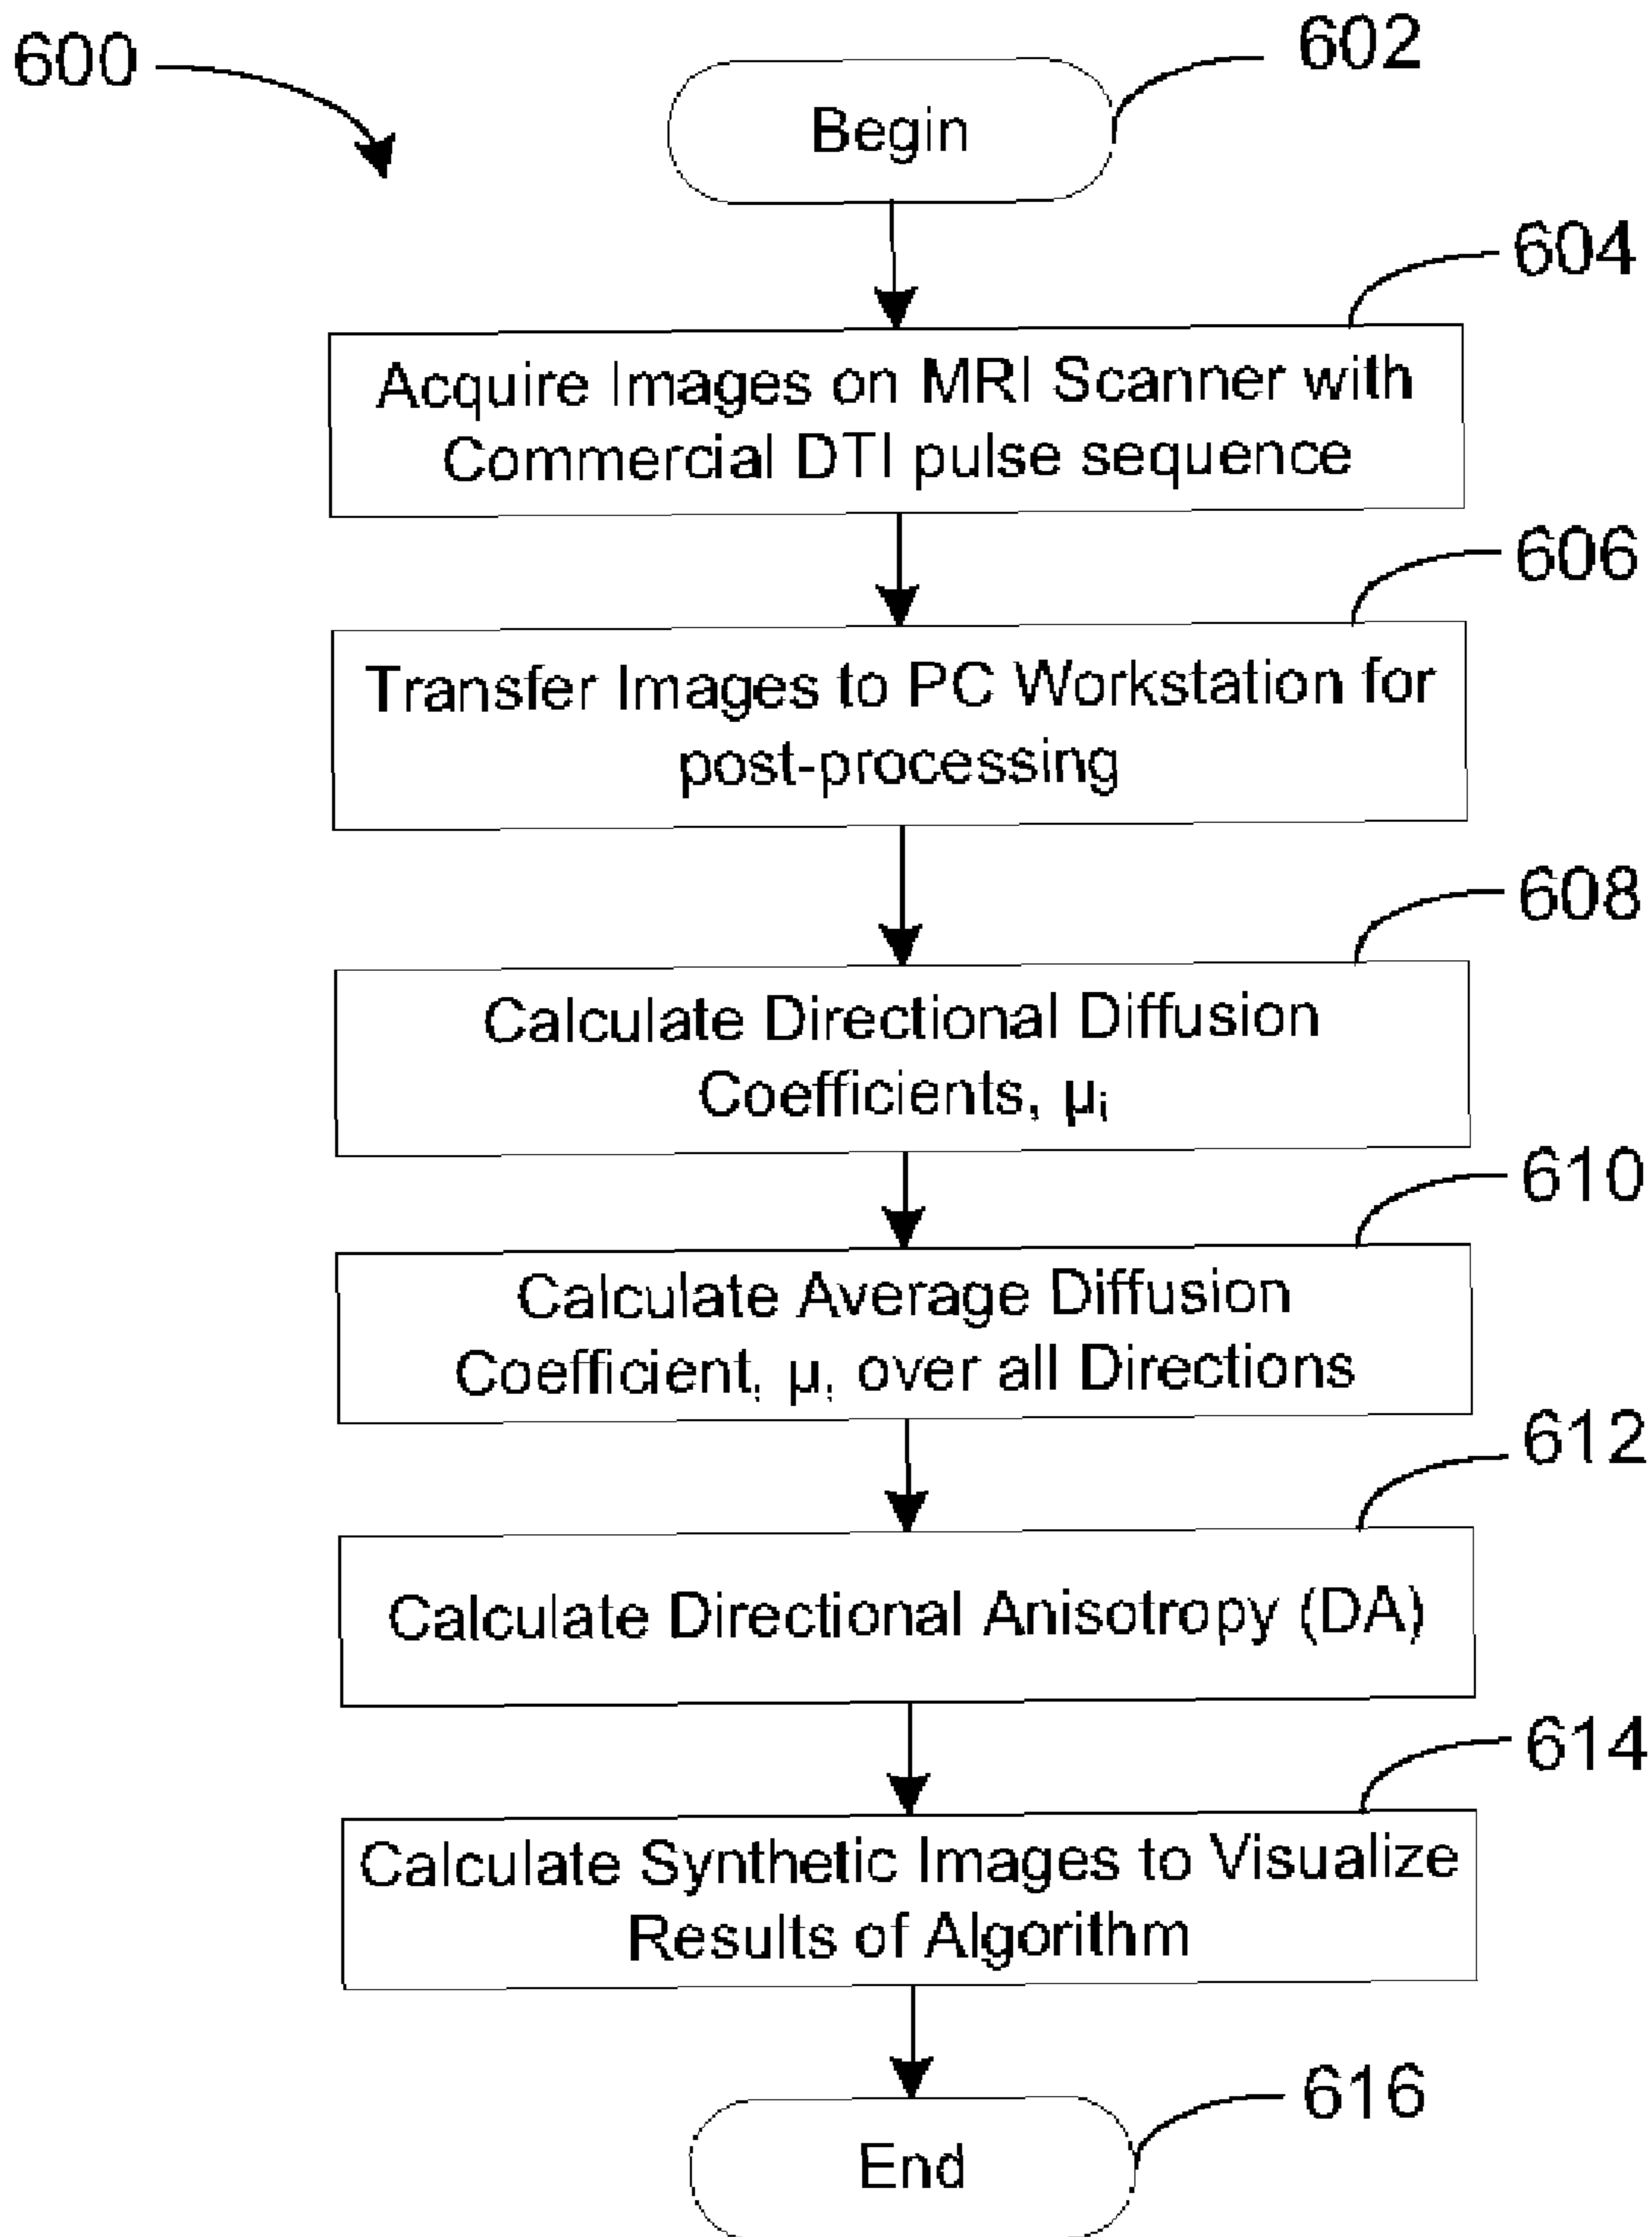 600
602
Begin
604
Acquire Images on MRI Scanner with
Commercial DTI pulse sequence
606
Transfer Images to PC Workstation for
post-processing
608
Calculate Directional Diffusion
Coefficients, μi
610
Calculate Average Diffusion
Coefficient, μ, over all Directions
612
Calculate Directional Anisotropy (DA)
614
Calculate Synthetic Images to Visualize
Results of Algorithm
616
End